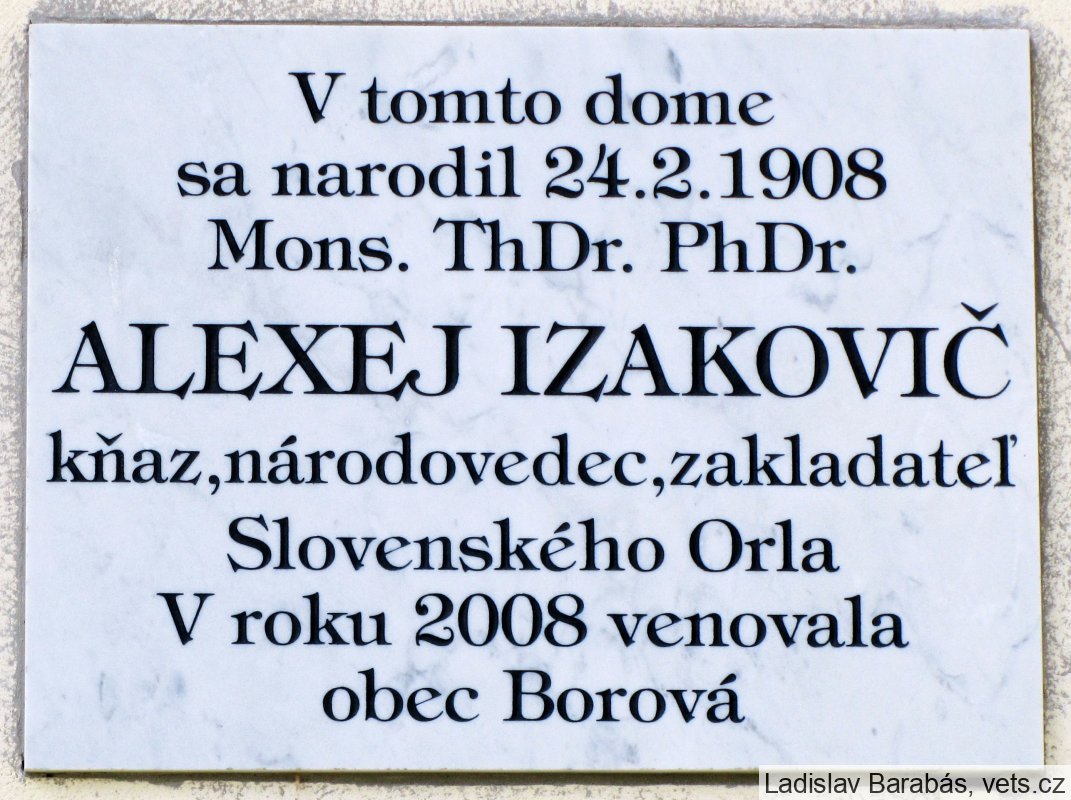 V tomto dome
sa narodil 24.2.1908
Mons. ThDr. PhDr.
ALEXEJ IZAKOVIČ
kňaz,národovedec,zakladateľ
Slovenského Orla
V roku 2008 venovala
obec Borová
Ladislav Barabás, vets.cz